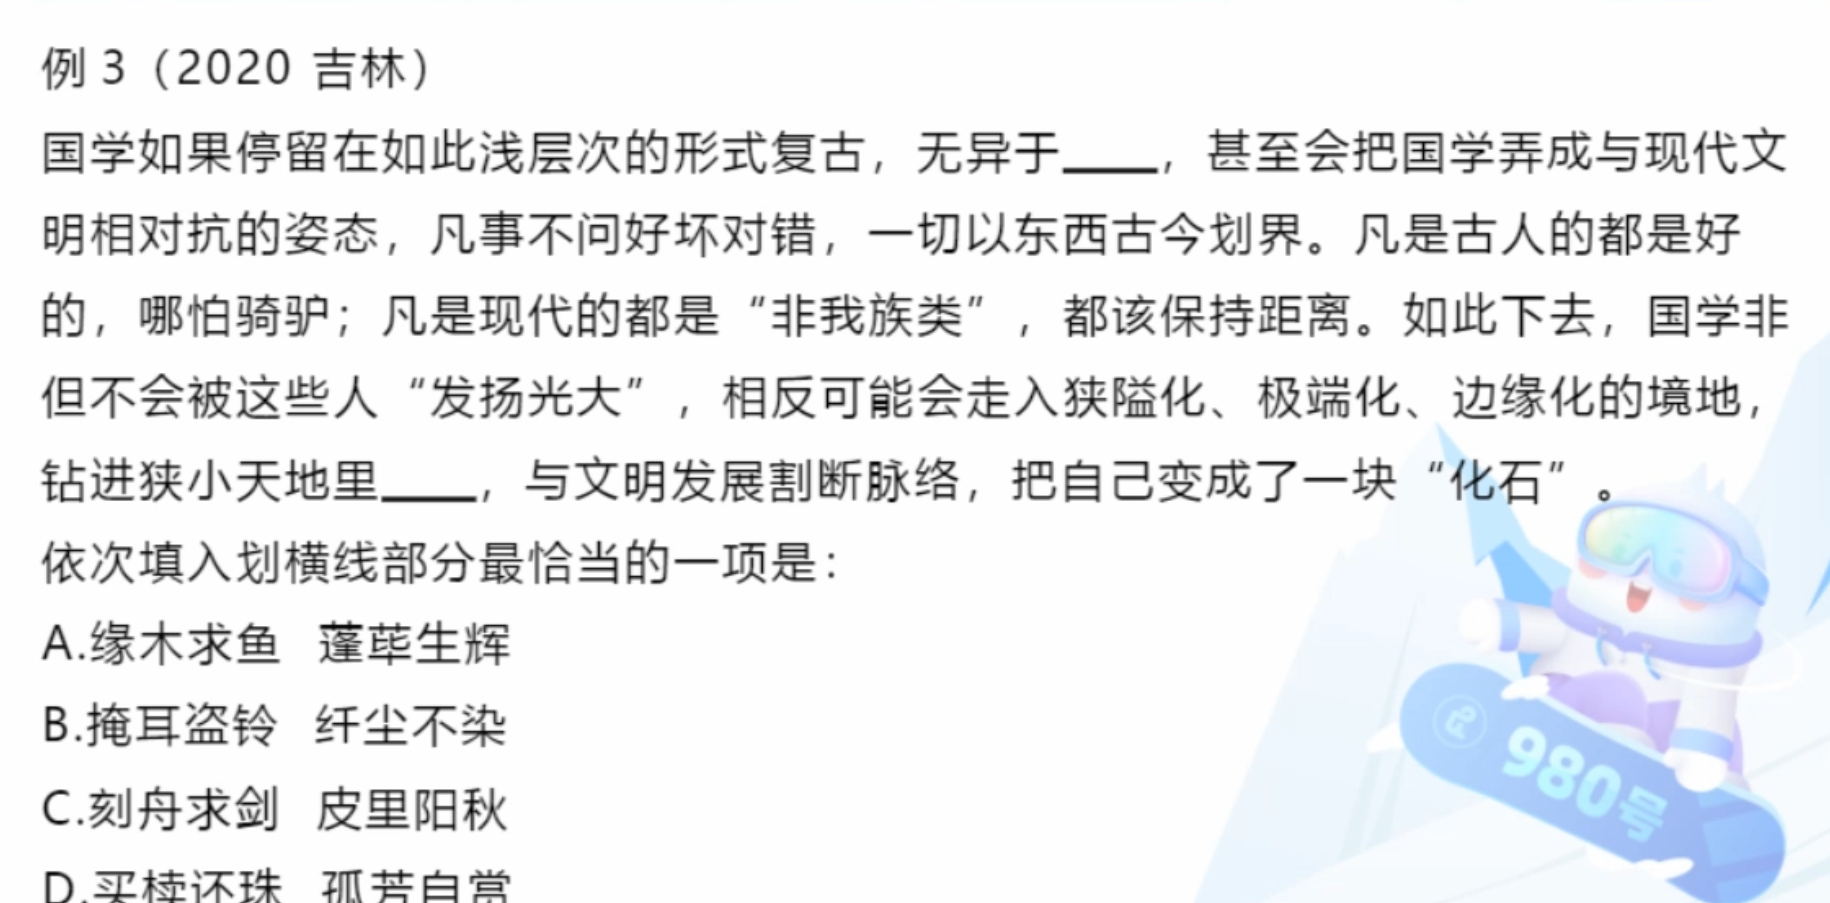 例 3（2020 吉林）
国学如果停留在如此浅层次的形式复古，无异于____，甚至会把国学弄成与现代文
明相对抗的姿态，凡事不问好坏对错，一切以东西古今划界。凡是古人的都是好
的，哪怕骑驴；凡是现代的都是“非我族类”，都该保持距离。如此下去，国学非
但不会被这些人“发扬光大”，相反可能会走入狭隘化、极端化、边缘化的境地，
钻进狭小天地里____，与文明发展割断脉络，把自己变成了一块“化石”。
依次填入划横线部分最恰当的一项是：
A.缘木求鱼 蓬荜生辉
B.掩耳盗铃 纤尘不染
C.刻舟求剑 皮里阳秋
D.买椟还珠 孤芳自赏
980号